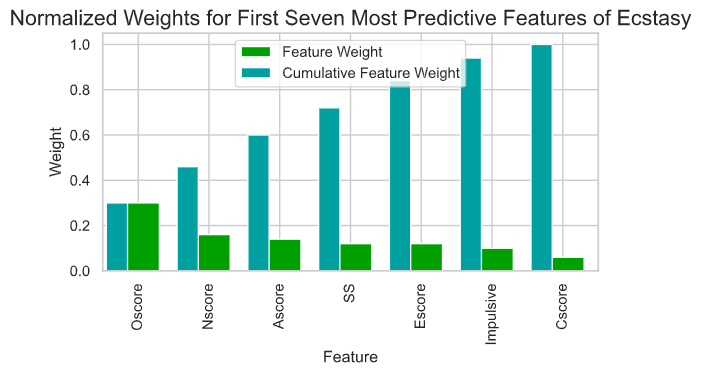 Normalized Weights for First Seven Most Predictive Features of Ecstasy
Feature Weight
Cumulative Feature Weight
Weight
1.0
0.8
0.6
0.4
0.2
0.0
Oscore
Nscore
Ascore
SS
Escore
Impulsive
Cscore
Feature